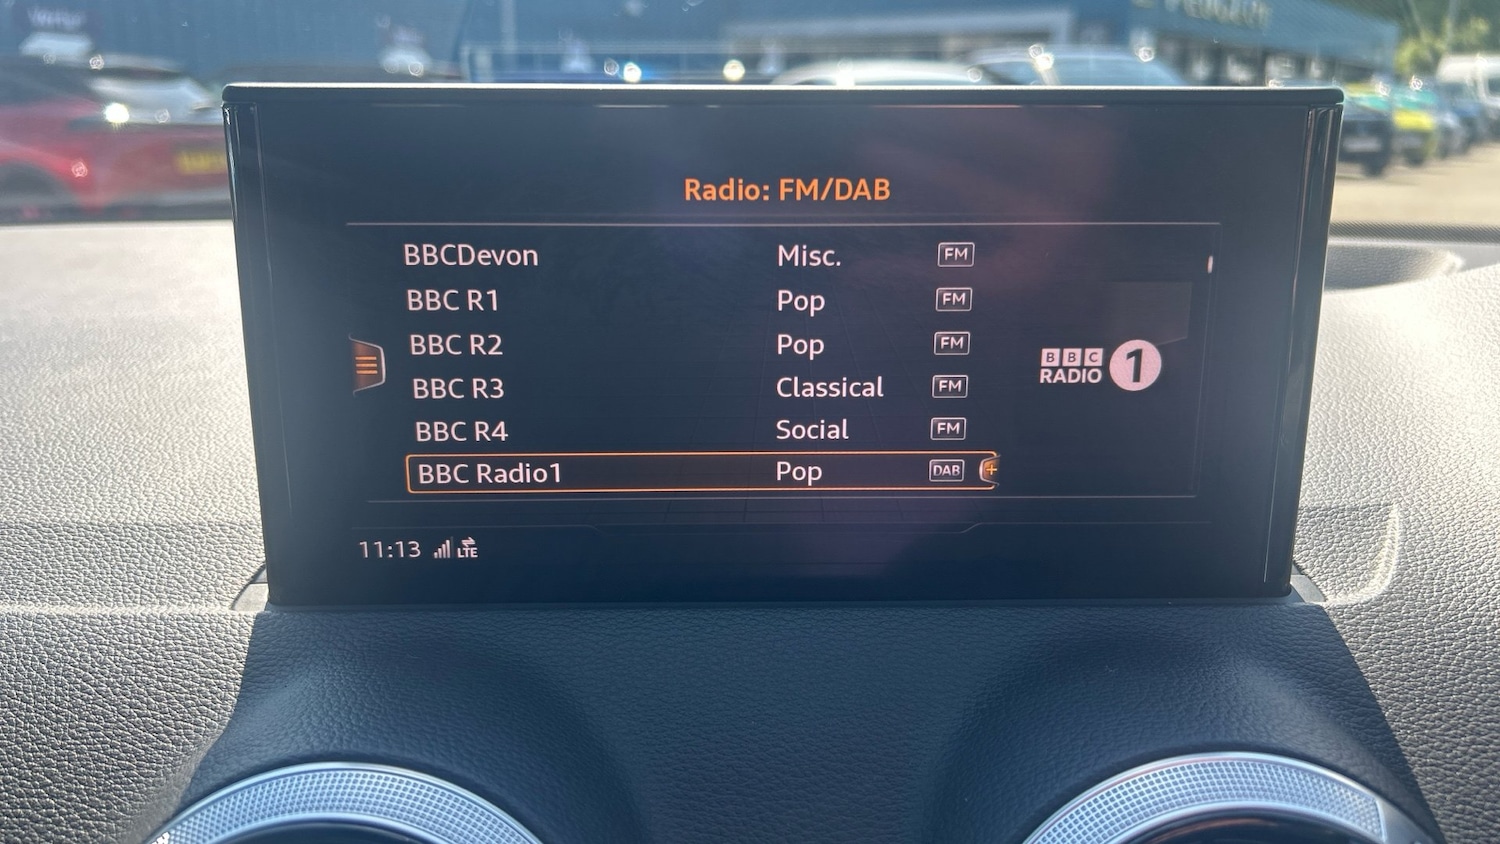 Radio: FM/DAB
BBCDevon Misc. FM
BBC R1 Pop FM
BBC R2 Pop FM
BBC R3 Classical FM
BBC R4 Social FM
BBC Radio1 Pop DAB +
BBC RADIO 1
11:13 LTE